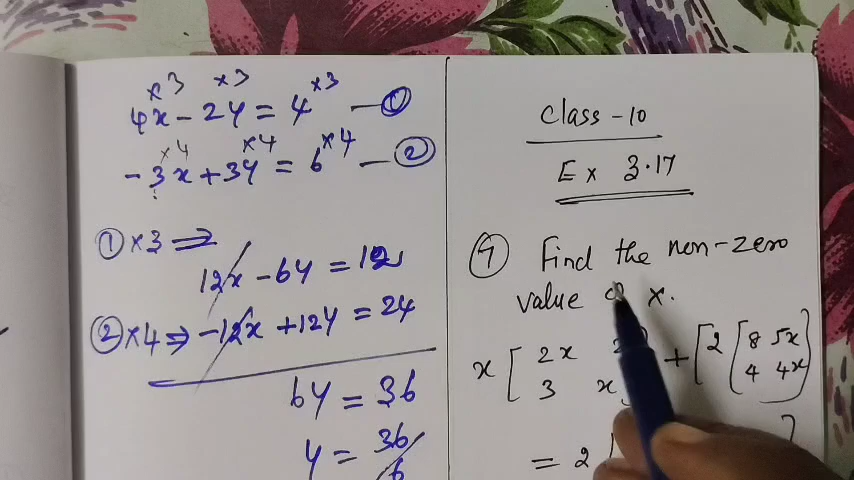 ×3 ×3 ×3
4x - 2y = 4 — ①
×4 ×4 ×4
-3x + 3y = 6 — ②
① ×3 ⇒
12x - 6y = 12
② ×4 ⇒ -12x + 12y = 24
6y = 36
y = 36
6
Class - 10
Ex 3.17
⑦ Find the non-zero
value x.
x [ 2x 2 ] + [ 2 [ 8 5x
3 x 4 4x ]
= 2 [ ]